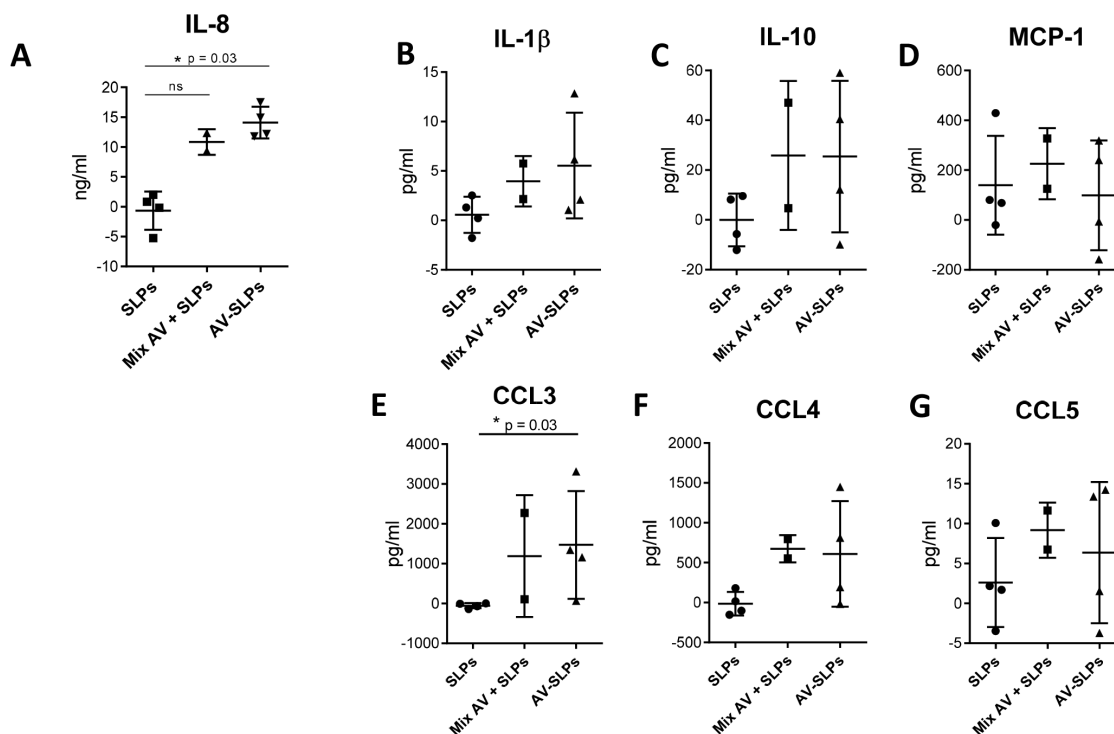 A
IL-8
* p = 0.03
ns
ng/ml
20
15
10
5
0
-5
-10
SLPs
Mix AV + SLPs
AV-SLPs
B
IL-1β
pg/ml
15
10
5
0
-5
SLPs
Mix AV + SLPs
AV-SLPs
C
IL-10
pg/ml
60
40
20
0
-20
SLPs
Mix AV + SLPs
AV-SLPs
D
MCP-1
pg/ml
600
400
200
0
-200
SLPs
Mix AV + SLPs
AV-SLPs
E
CCL3
* p = 0.03
pg/ml
4000
3000
2000
1000
0
-1000
SLPs
Mix AV + SLPs
AV-SLPs
F
CCL4
pg/ml
2000
1500
1000
500
0
-500
SLPs
Mix AV + SLPs
AV-SLPs
G
CCL5
pg/ml
20
15
10
5
0
-5
SLPs
Mix AV + SLPs
AV-SLPs